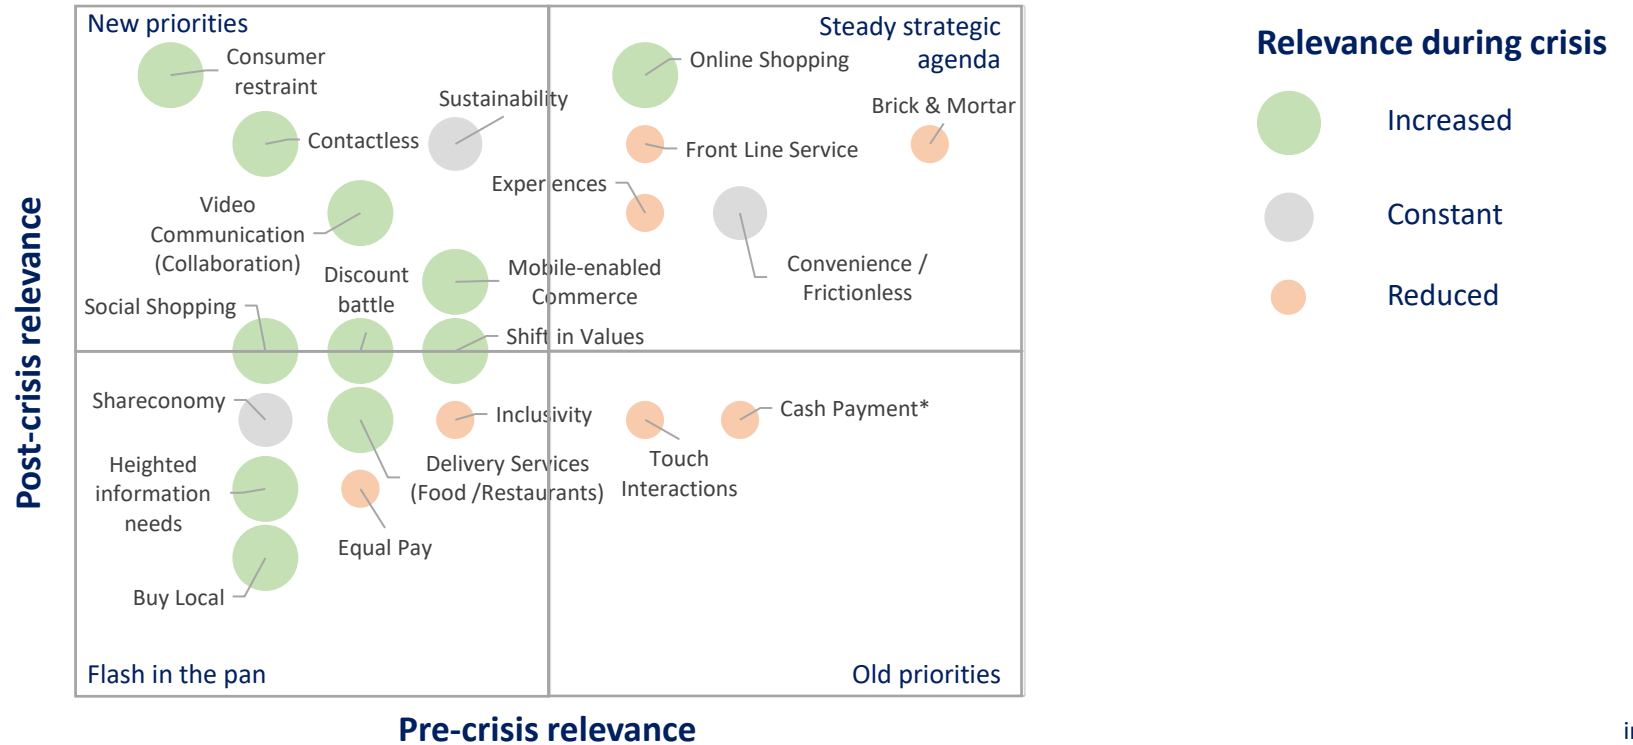 New priorities
Steady strategic
agenda
Consumer
restraint
Online Shopping
Sustainability
Brick & Mortar
Contactless
Front Line Service
Experiences
Video
Communication
(Collaboration)
Discount
battle
Mobile-enabled
Commerce
Convenience /
Frictionless
Social Shopping
Shift in Values
Shareconomy
Inclusivity
Cash Payment*
Heighted
information
needs
Delivery Services
(Food /Restaurants)
Touch
Interactions
Equal Pay
Buy Local
Flash in the pan
Old priorities
Post-crisis relevance
Pre-crisis relevance
Relevance during crisis
Increased
Constant
Reduced